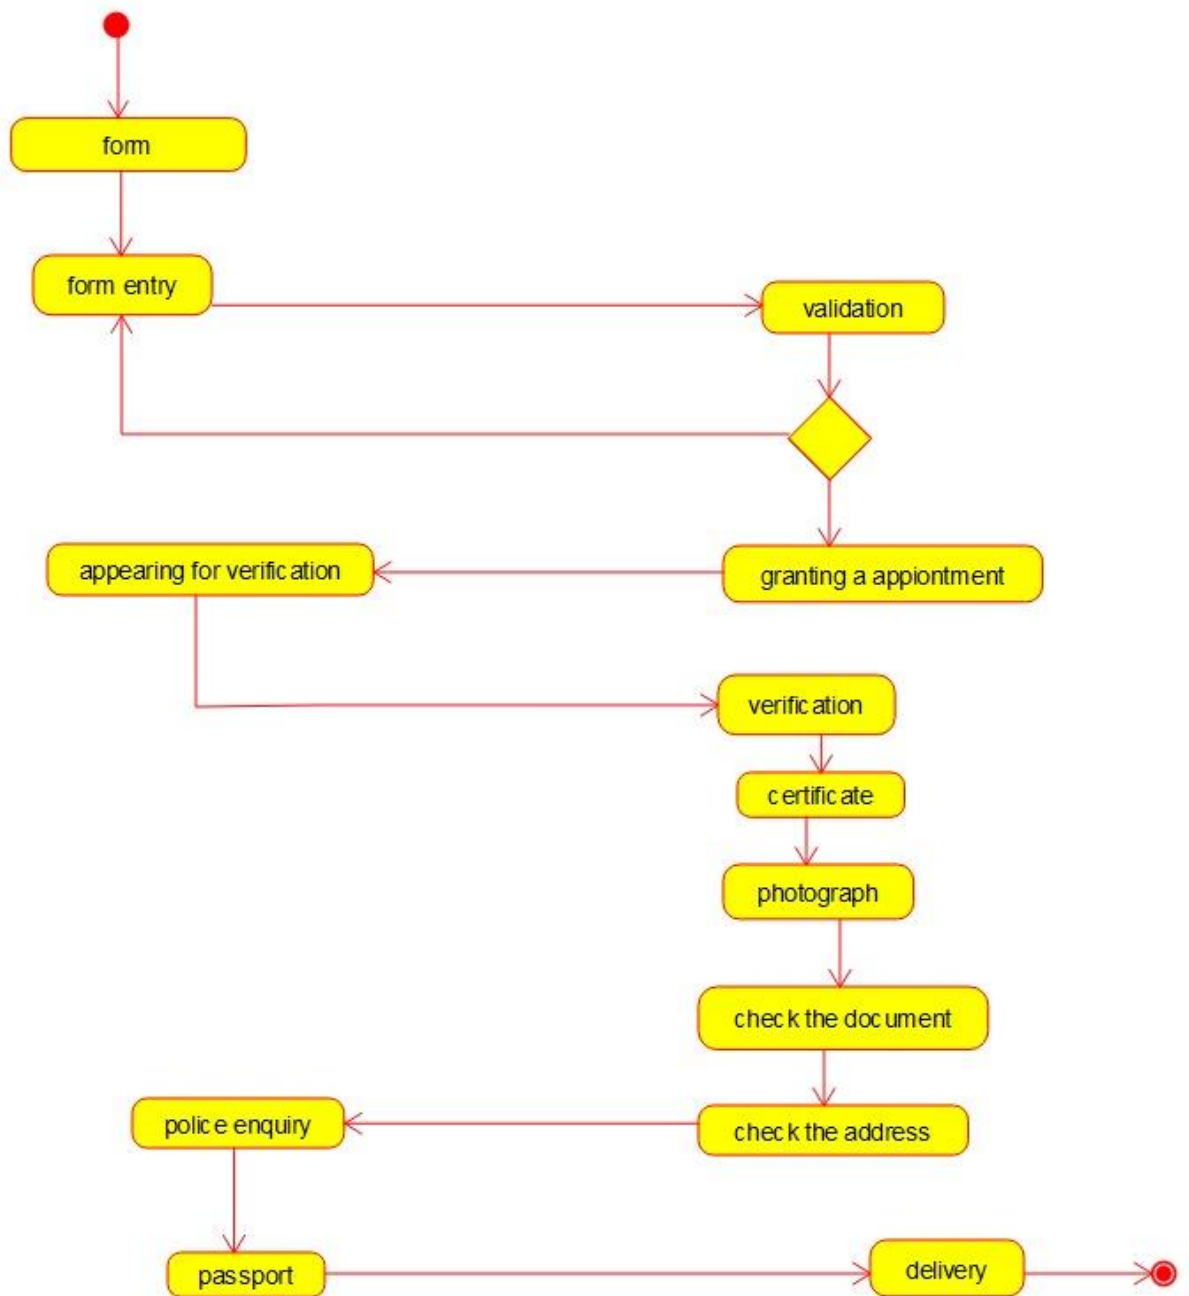 form
form entry
validation
appearing for verification
granting a appiontment
verification
certificate
photograph
check the document
police enquiry
check the address
passport
delivery